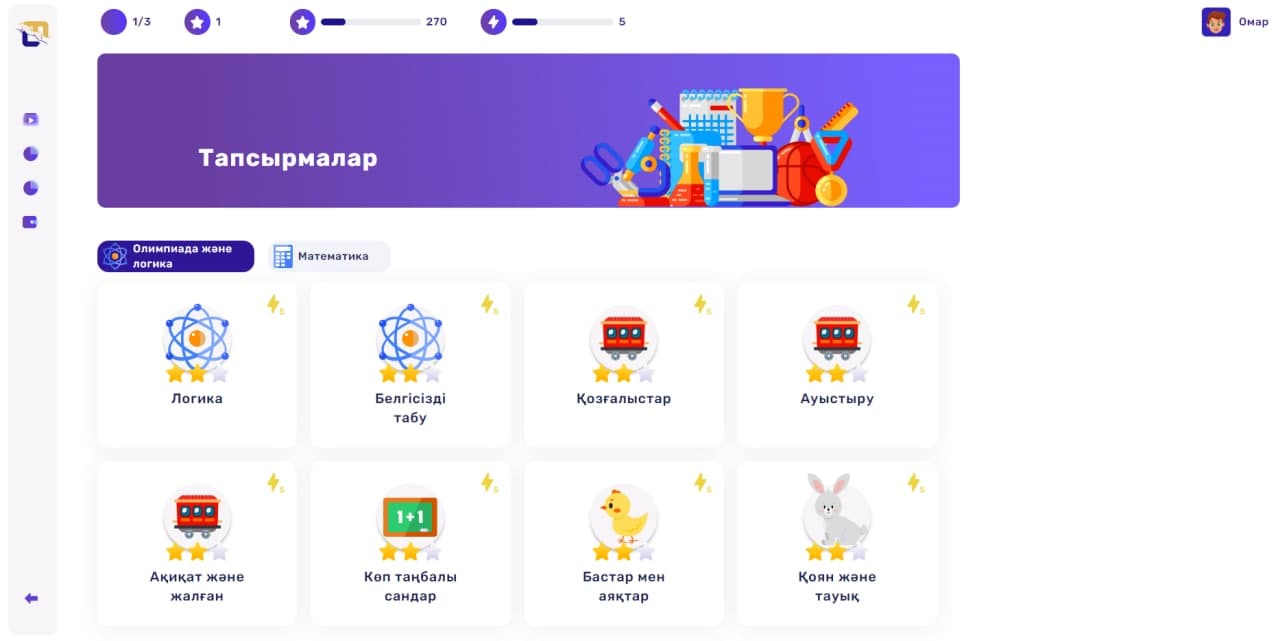 1/3
1
270
5
Омар
Тапсырмалар
Олимпиада және
логика
Математика
5
5
5
5
Логика
Белгісізді
табу
Қозғалыстар
Ауыстыру
5
5
1+1
5
5
Ақиқат және
жалған
Көп таңбалы
сандар
Бастар мен
аяқтар
Қоян және
тауық